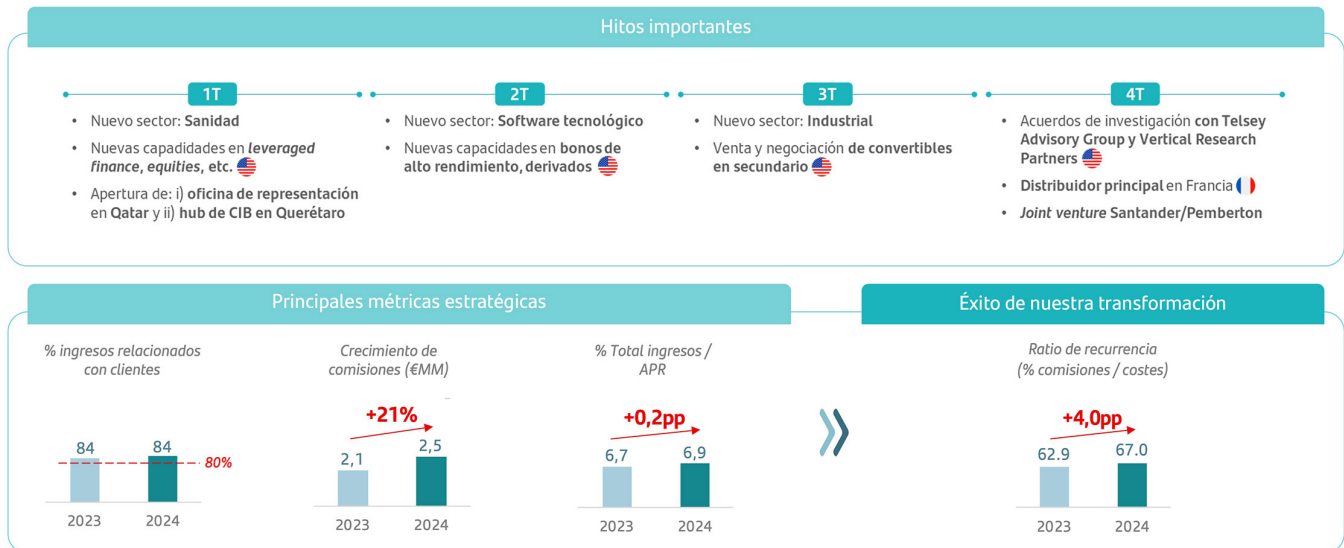 Hitos importantes
1T
• Nuevo sector: Sanidad
• Nuevas capadidades en leveraged
finance, equities, etc.
• Apertura de: i) oficina de representación
en Qatar y ii) hub de CIB en Querétaro
2T
• Nuevo sector: Software tecnológico
• Nuevas capacidades en bonos de
alto rendimiento, derivados
3T
• Nuevo sector: Industrial
• Venta y negociación de convertibles
en secundario
4T
• Acuerdos de investigación con Telsey
Advisory Group y Vertical Research
Partners
• Distribuidor principal en Francia
• Joint venture Santander/Pemberton
Principales métricas estratégicas
% ingresos relacionados
con clientes
84
84
80%
2023
2024
Crecimiento de
comisiones (€MM)
+21%
2,1
2,5
2023
2024
% Total ingresos /
APR
+0,2pp
6,7
6,9
2023
2024
Éxito de nuestra transformación
Ratio de recurrencia
(% comisiones / costes)
+4,0pp
62.9
67.0
2023
2024